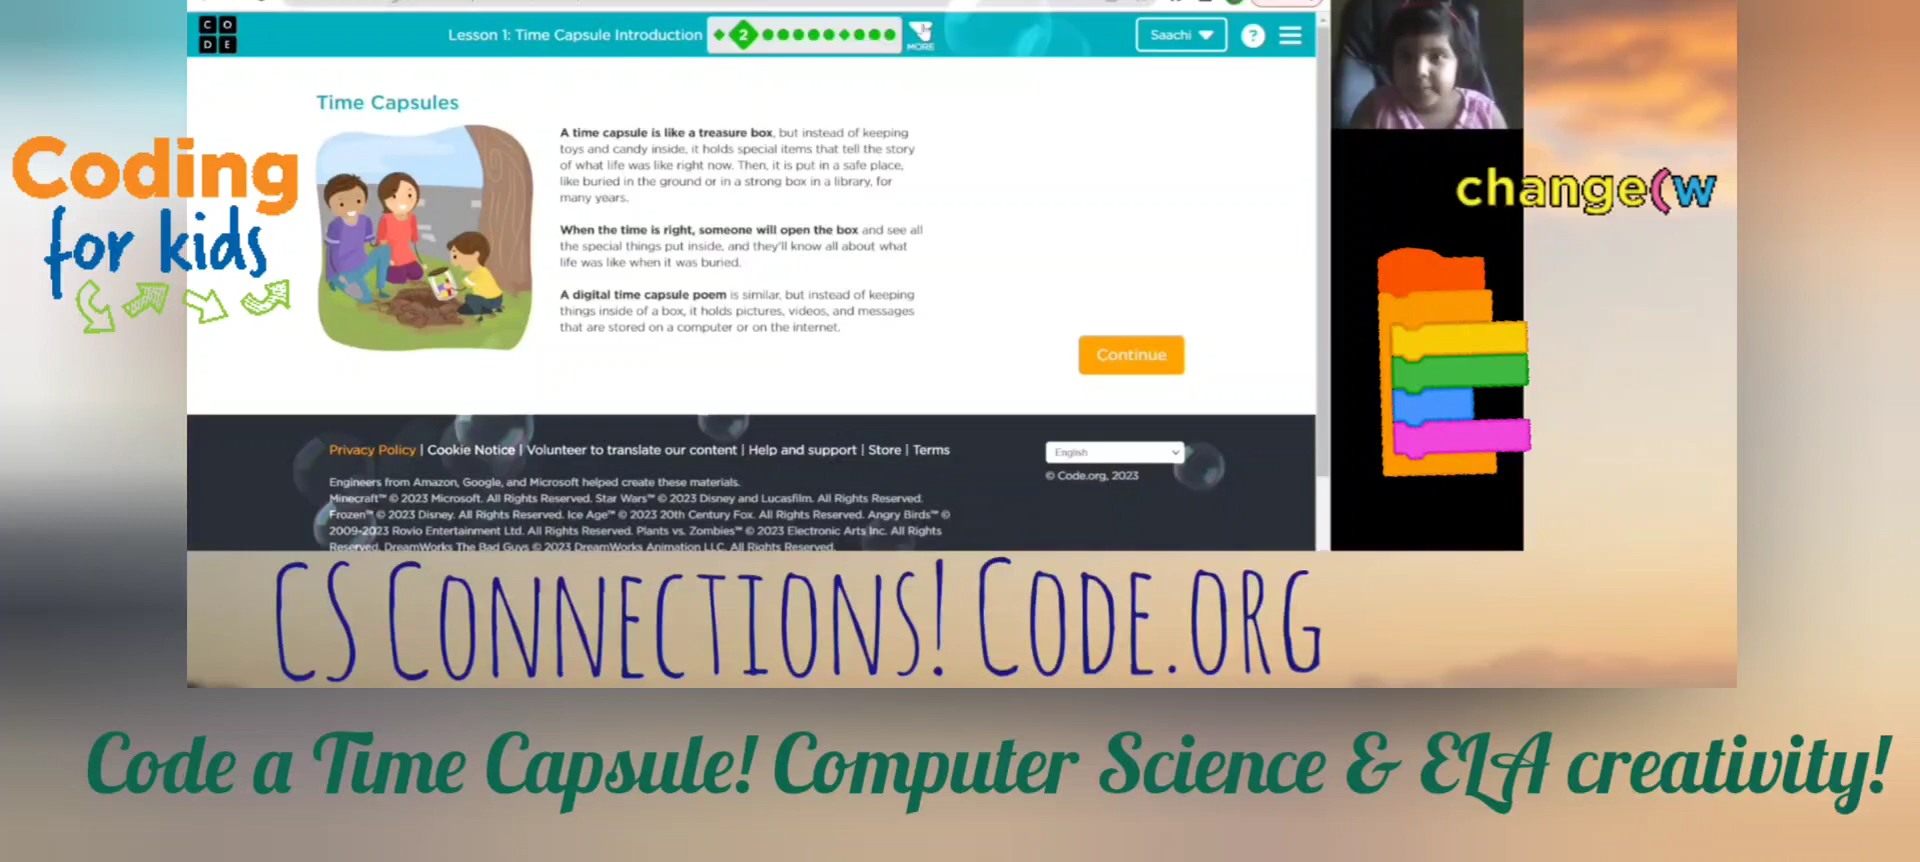 CODE
Lesson 1: Time Capsule Introduction
2
MORE
Saachi
?
Time Capsules
A time capsule is like a treasure box, but instead of keeping
toys and candy inside, it holds special items that tell the story
of what life was like right now. Then, it is put in a safe place,
like buried in the ground or in a strong box in a library, for
many years.
When the time is right, someone will open the box and see all
the special things put inside, and they'll know all about what
life was like when it was buried.
A digital time capsule poem is similar, but instead of keeping
things inside of a box, it holds pictures, videos, and messages
that are stored on a computer or on the internet.
Continue
Coding
for kids
change(w
Privacy Policy | Cookie Notice | Volunteer to translate our content | Help and support | Store | Terms
English
© Code.org, 2023
Engineers from Amazon, Google, and Microsoft helped create these materials.
Minecraft™ © 2023 Microsoft. All Rights Reserved. Star Wars™ © 2023 Disney and Lucasfilm. All Rights Reserved.
Frozen™ © 2023 Disney. All Rights Reserved. Ice Age™ © 2023 20th Century Fox. All Rights Reserved. Angry Birds™ ©
2009-2023 Rovio Entertainment Ltd. All Rights Reserved. Plants vs. Zombies™ © 2023 Electronic Arts Inc. All Rights
Reserved. DreamWorks The Bad Guys © 2023 DreamWorks Animation LLC. All Rights Reserved.
CS CONNECTIONS! CODE.ORG
Code a Time Capsule! Computer Science & ELA creativity!